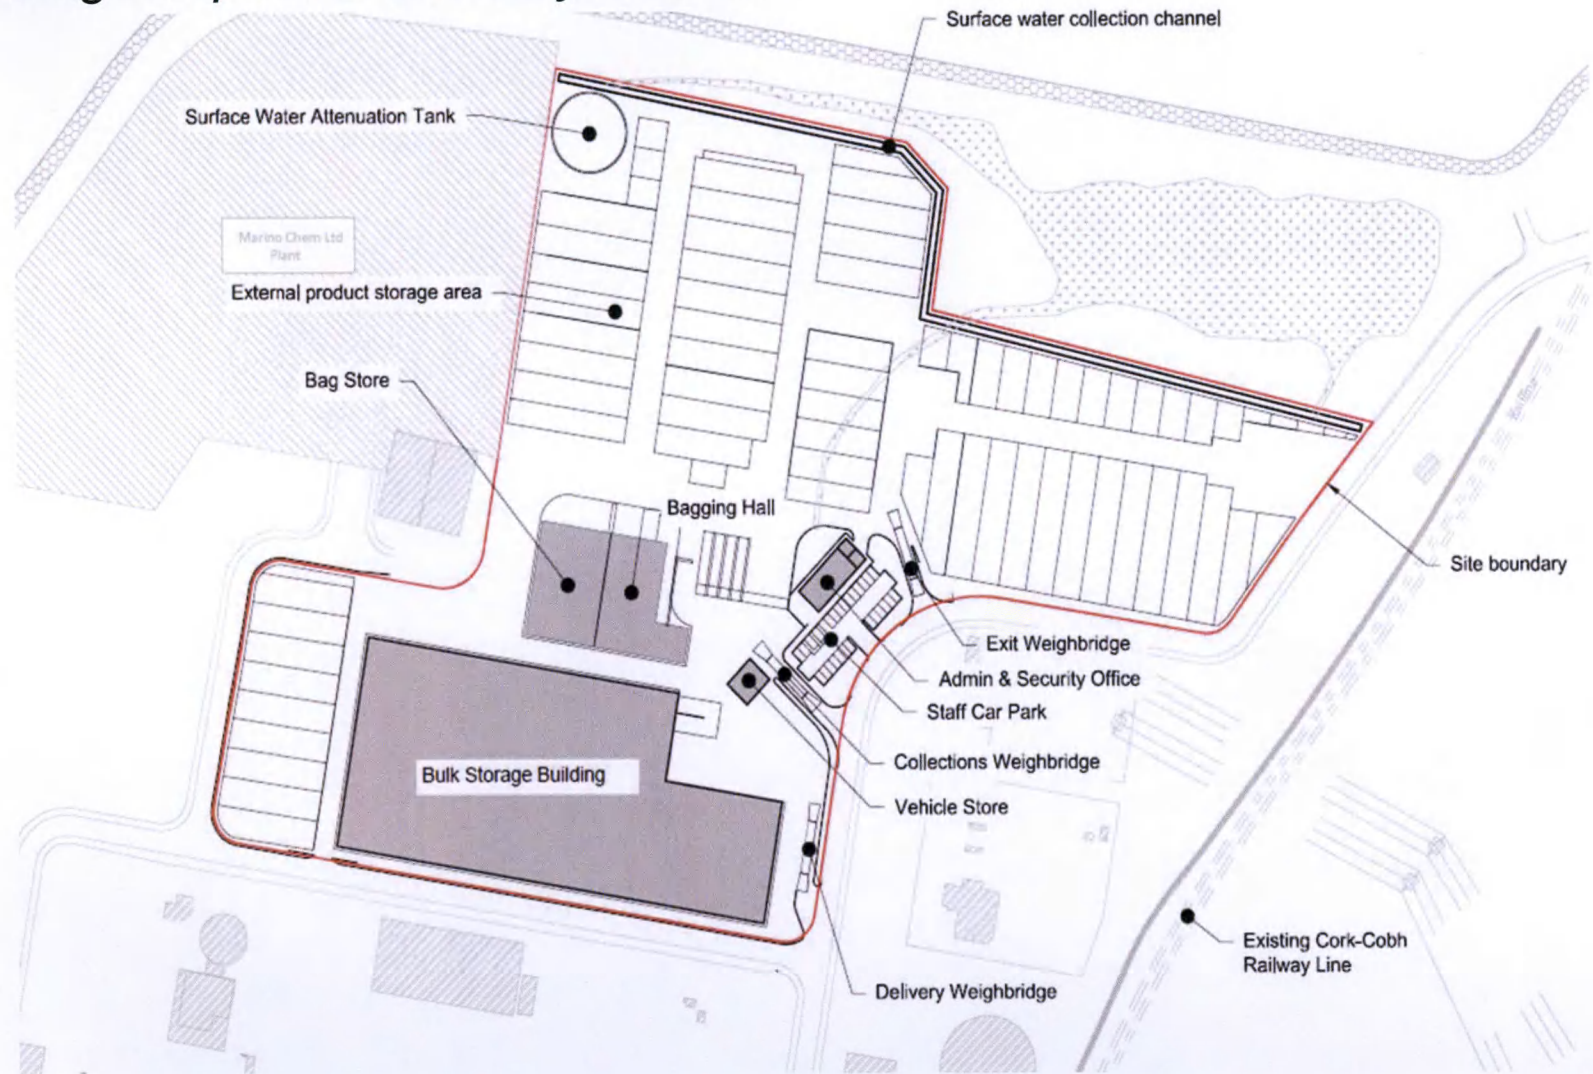 Surface water collection channel
Surface Water Attenuation Tank
Marino Chem Ltd
Plant
External product storage area
Bag Store
Bagging Hall
Site boundary
Exit Weighbridge
Admin & Security Office
Staff Car Park
Collections Weighbridge
Bulk Storage Building
Vehicle Store
Existing Cork-Cobh
Railway Line
Delivery Weighbridge